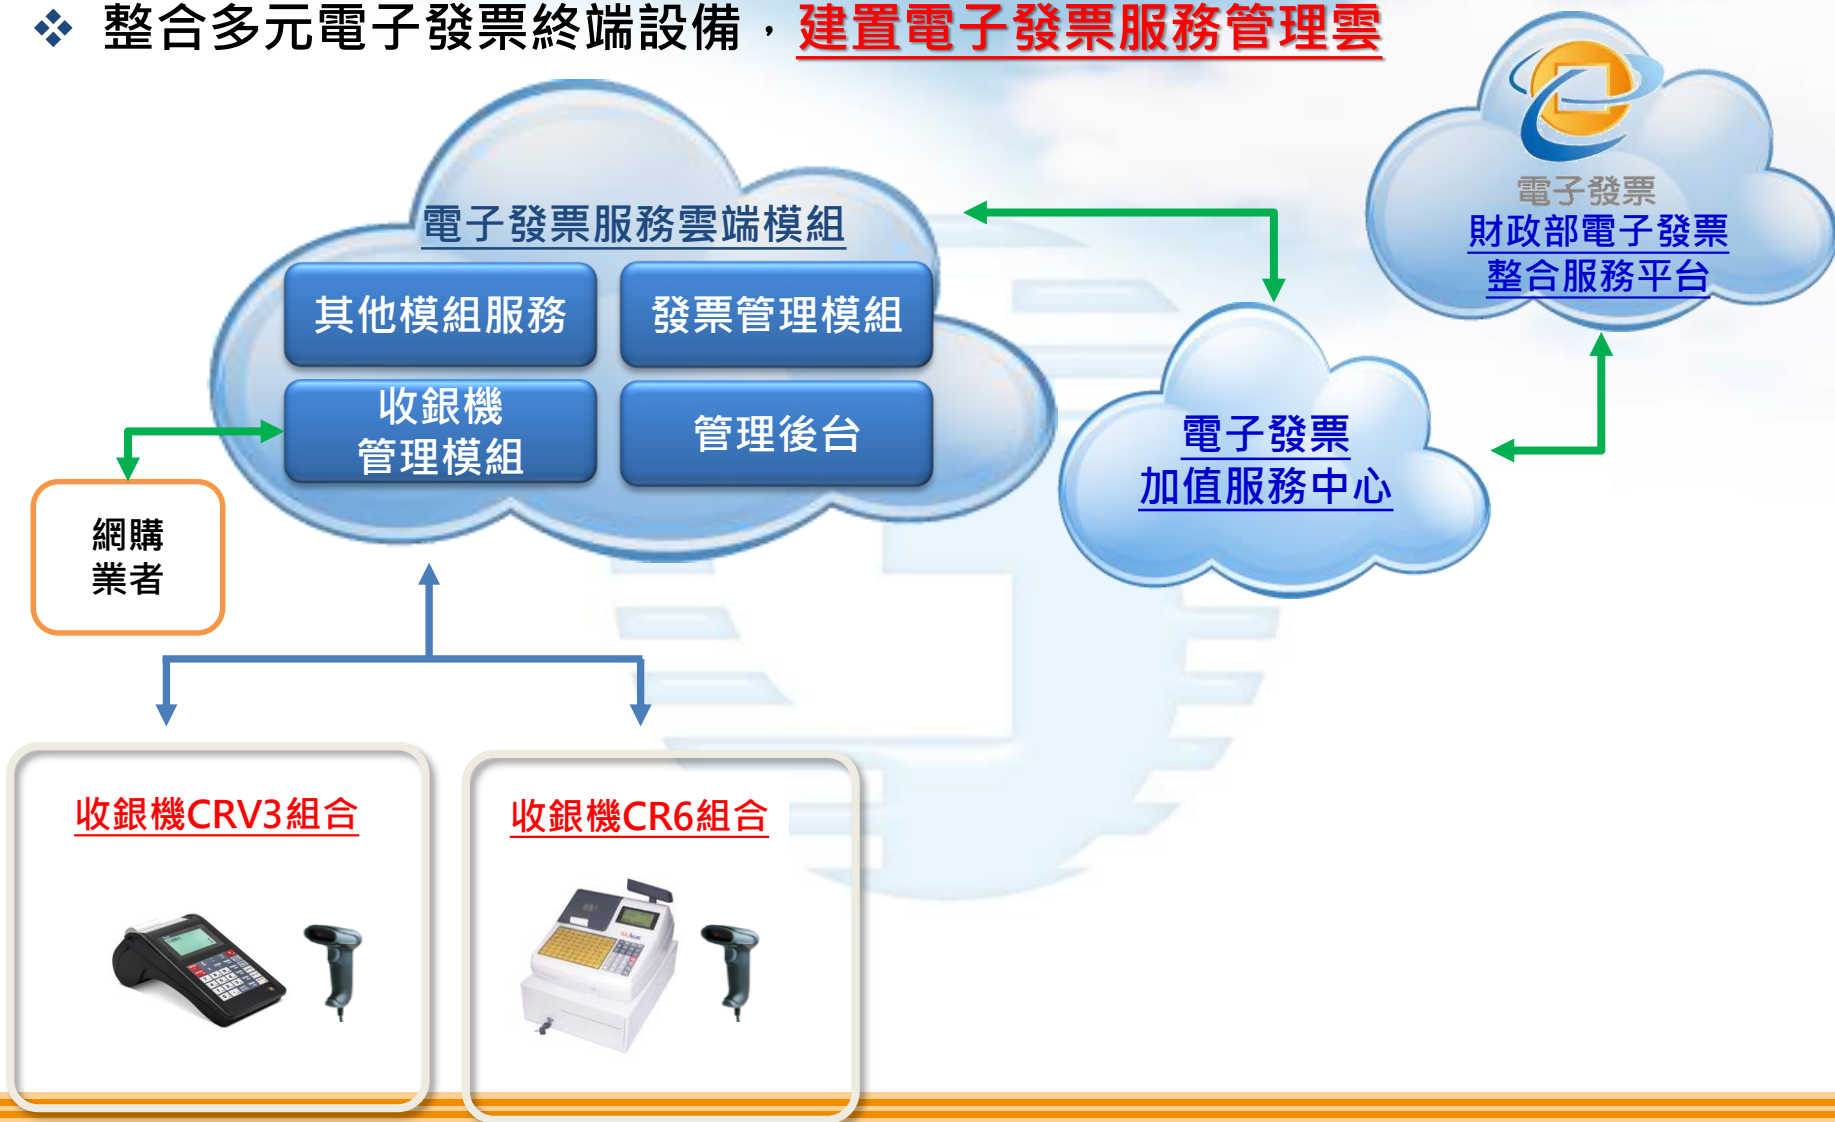 整合多元電子發票終端設備，建置電子發票服務管理雲
電子發票
財政部電子發票
整合服務平台
電子發票服務雲端模組
其他模組服務
發票管理模組
收銀機
管理模組
管理後台
電子發票
加值服務中心
網購
業者
收銀機CRV3組合
收銀機CR6組合